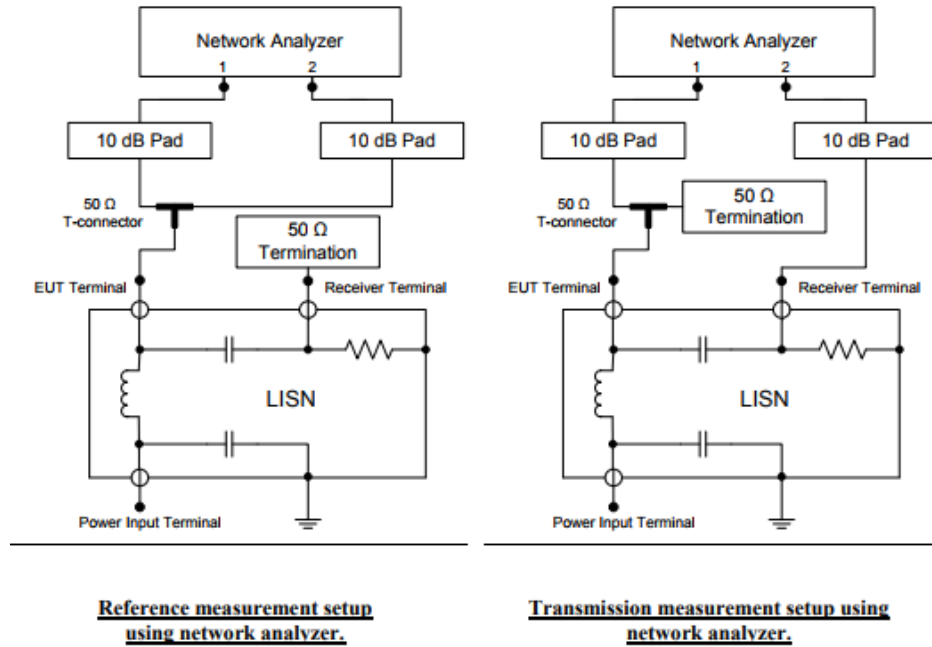 Network Analyzer
1 2
10 dB Pad
10 dB Pad
50 Ω
T-connector
50 Ω
Termination
EUT Terminal
Receiver Terminal
LISN
Power Input Terminal
Reference measurement setup
using network analyzer.
Network Analyzer
1 2
10 dB Pad
10 dB Pad
50 Ω
T-connector
50 Ω
Termination
EUT Terminal
Receiver Terminal
LISN
Power Input Terminal
Transmission measurement setup using
network analyzer.